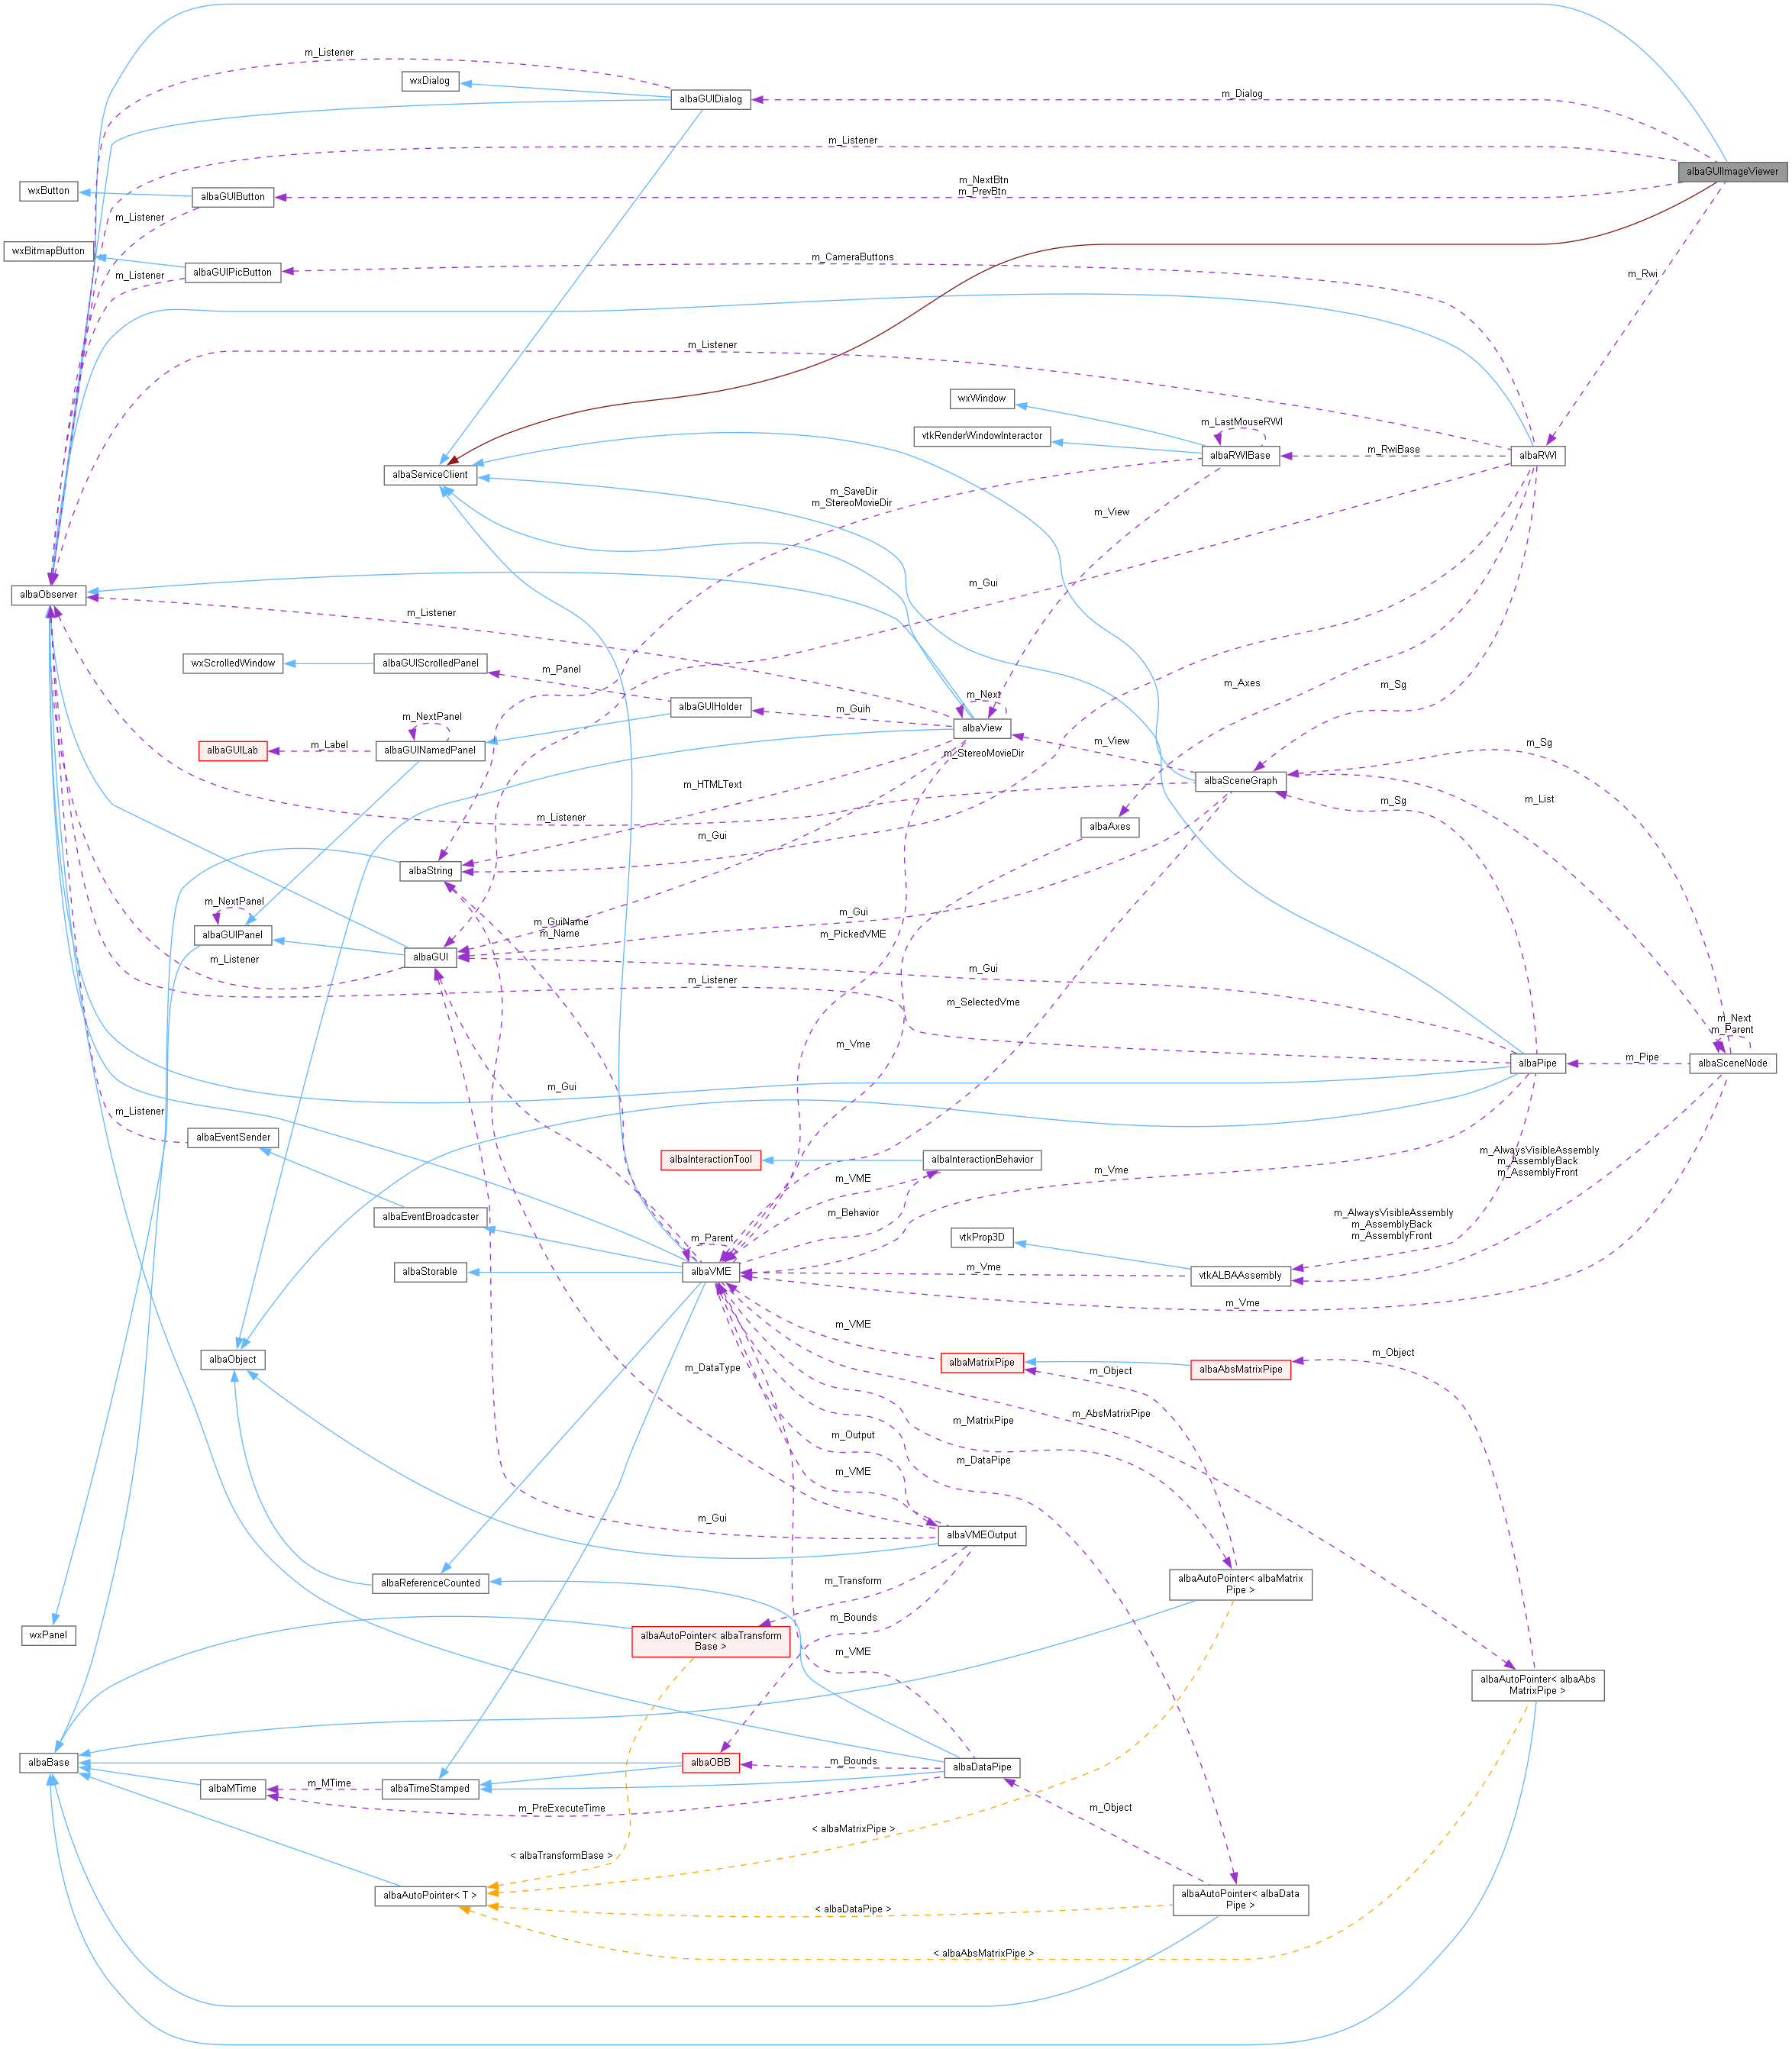 m_Listener
wxDialog
albaGUIDialog
m_Dialog
m_Listener
albaGUIImageViewer
wxButton
albaGUIButton
m_NextBtn
m_PrevBtn
m_Listener
wxBitmapButton
albaGUIPicButton
m_CameraButtons
m_Listener
m_Rwi
m_Listener
wxWindow
m_LastMouseRWI
vtkRenderWindowInteractor
albaRWIBase
m_RwiBase
albaRWI
albaServiceClient
m_SaveDir
m_StereoMovieDir
m_View
m_Gui
albaObserver
m_Listener
wxScrolledWindow
albaGUIScrolledPanel
m_Panel
m_Axes
m_Sg
m_Next
m_NextPanel
albaGUIHolder
m_Guih
albaView
albaGUILab
m_Label
albaGUINamedPanel
m_StereoMovieDir
m_View
m_Sg
albaSceneGraph
m_HTMLText
m_List
m_Sg
m_Listener
albaAxes
m_Gui
albaString
m_NextPanel
m_GuiName
m_Name
m_PickedVME
m_Gui
albaGUIPanel
albaGUI
m_Listener
m_Gui
m_Listener
m_SelectedVme
m_Next
m_Parent
m_Vme
m_Pipe
albaPipe
albaSceneNode
m_Gui
m_Listener
albaEventSender
albaInteractionTool
albaInteractionBehavior
m_VME
m_Vme
m_AlwaysVisibleAssembly
m_AssemblyBack
m_AssemblyFront
albaEventBroadcaster
m_Behavior
m_AlwaysVisibleAssembly
m_AssemblyBack
m_AssemblyFront
m_Parent
vtkProp3D
albaStorable
albaVME
m_Vme
vtkALBAAssembly
m_Vme
m_VME
albaObject
albaMatrixPipe
m_Object
albaAbsMatrixPipe
m_Object
m_DataType
m_AbsMatrixPipe
m_MatrixPipe
m_Output
m_DataPipe
m_VME
m_Gui
albaVMEOutput
albaReferenceCounted
m_Transform
albaAutoPointer< albaMatrix
Pipe >
wxPanel
m_Bounds
albaAutoPointer< albaTransform
Base >
m_VME
albaAutoPointer< albaAbs
MatrixPipe >
albaBase
albaOBB
m_Bounds
albaDataPipe
albaMTime
m_MTime
albaTimeStamped
m_PreExecuteTime
m_Object
< albaMatrixPipe >
< albaTransformBase >
albaAutoPointer< T >
albaAutoPointer< albaData
Pipe >
< albaDataPipe >
< albaAbsMatrixPipe >